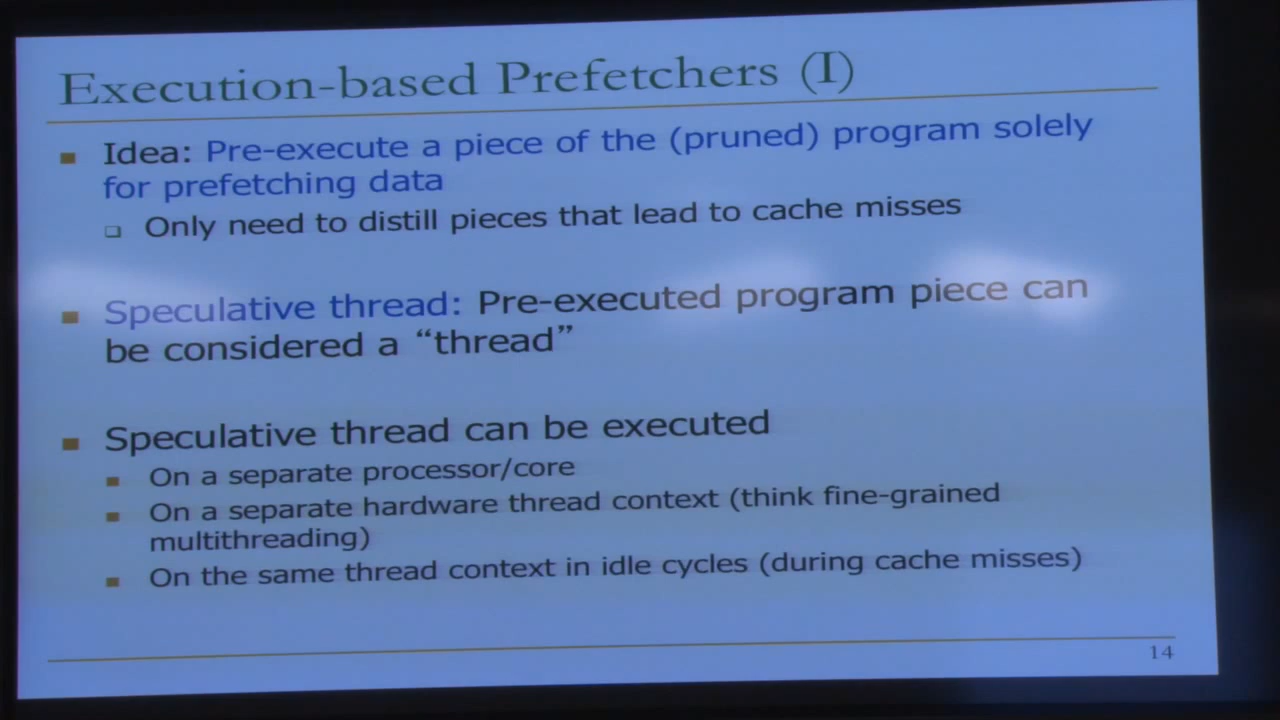 Execution-based Prefetchers (I)
Idea: Pre-execute a piece of the (pruned) program solely
for prefetching data
Only need to distill pieces that lead to cache misses
Speculative thread: Pre-executed program piece can
be considered a “thread”
Speculative thread can be executed
On a separate processor/core
On a separate hardware thread context (think fine-grained
multithreading)
On the same thread context in idle cycles (during cache misses)
14